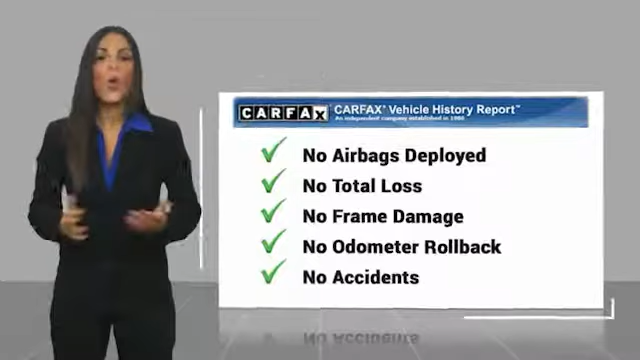 CARFAX CARFAX® Vehicle History Report™
An independent company established in 1986
No Airbags Deployed
No Total Loss
No Frame Damage
No Odometer Rollback
No Accidents